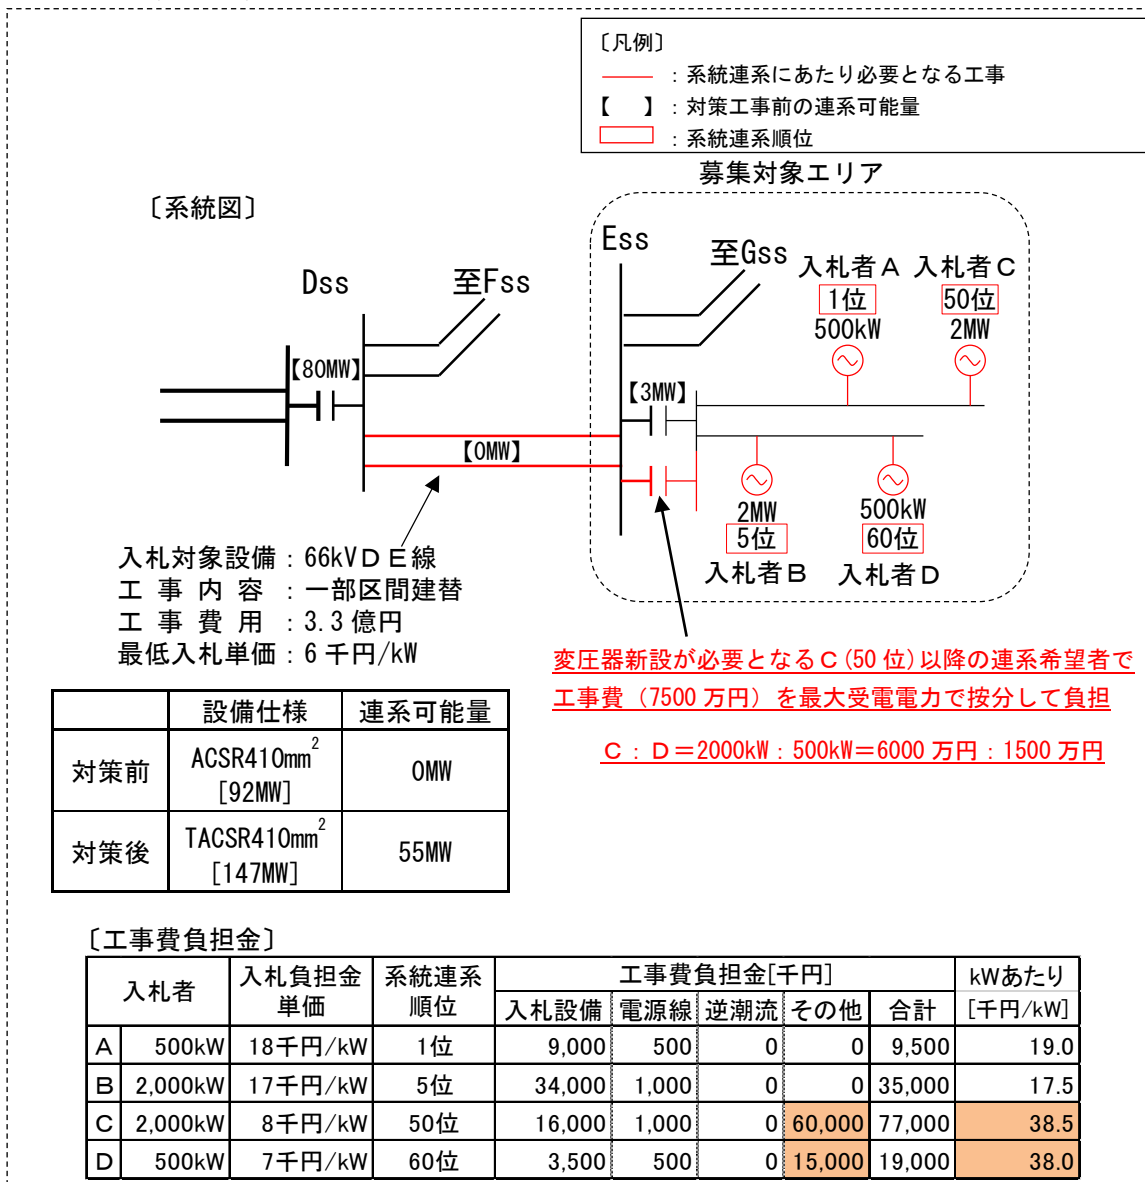 〔凡例〕
：系統連系にあたり必要となる工事
【　】：対策工事前の連系可能量
：系統連系順位
募集対象エリア
〔系統図〕
Dss
至Fss
Ess
至Gss
入札者Ａ 入札者Ｃ
1位 50位
500kW 2MW
【80MW】
【3MW】
【0MW】
2MW 500kW
5位 60位
入札者Ｂ 入札者Ｄ
入札対象設備：66kVＤＥ線
工事内容：一部区間建替
工事費用：3.3億円
最低入札単価：6千円/kW
変圧器新設が必要となるＣ(50位)以降の連系希望者で
工事費（7500万円）を最大受電電力で按分して負担
Ｃ：Ｄ＝2000kW：500kW＝6000万円：1500万円
設備仕様 連系可能量
対策前 ACSR410mm² [92MW] 0MW
対策後 TACSR410mm² [147MW] 55MW
〔工事費負担金〕
入札者 入札負担金単価 系統連系順位 工事費負担金[千円] kWあたり[千円/kW]
入札設備 電源線 逆潮流 その他 合計
Ａ 500kW 18千円/kW 1位 9,000 500 0 0 9,500 19.0
Ｂ 2,000kW 17千円/kW 5位 34,000 1,000 0 0 35,000 17.5
Ｃ 2,000kW 8千円/kW 50位 16,000 1,000 0 60,000 77,000 38.5
Ｄ 500kW 7千円/kW 60位 3,500 500 0 15,000 19,000 38.0